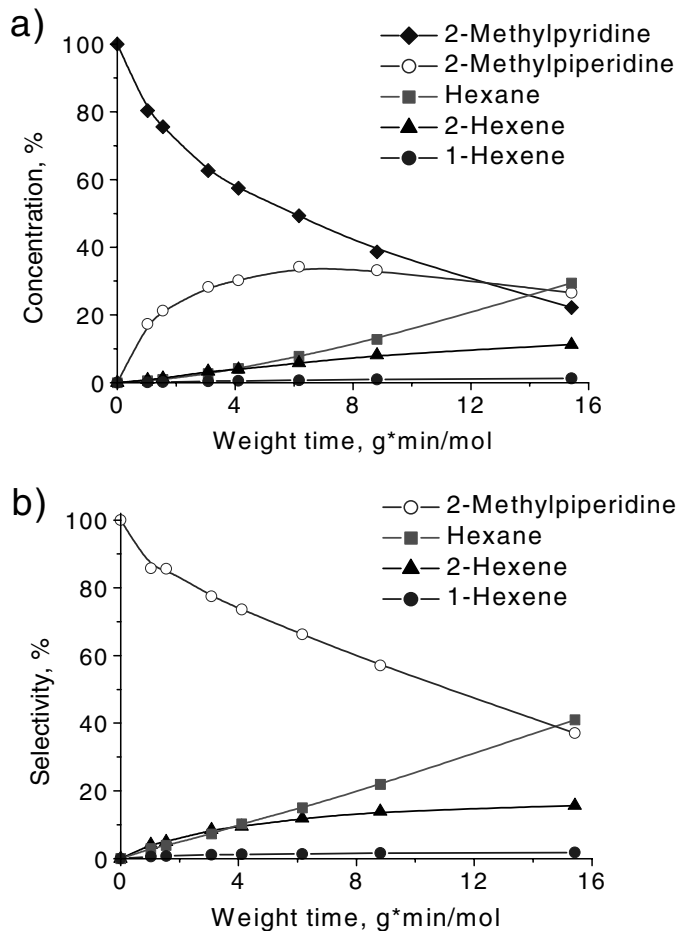 a)
2-Methylpyridine
2-Methylpiperidine
Hexane
2-Hexene
1-Hexene
100
80
60
40
20
0
Concentration, %
0 4 8 12 16
Weight time, g*min/mol
b)
2-Methylpiperidine
Hexane
2-Hexene
1-Hexene
100
80
60
40
20
0
Selectivity, %
0 4 8 12 16
Weight time, g*min/mol